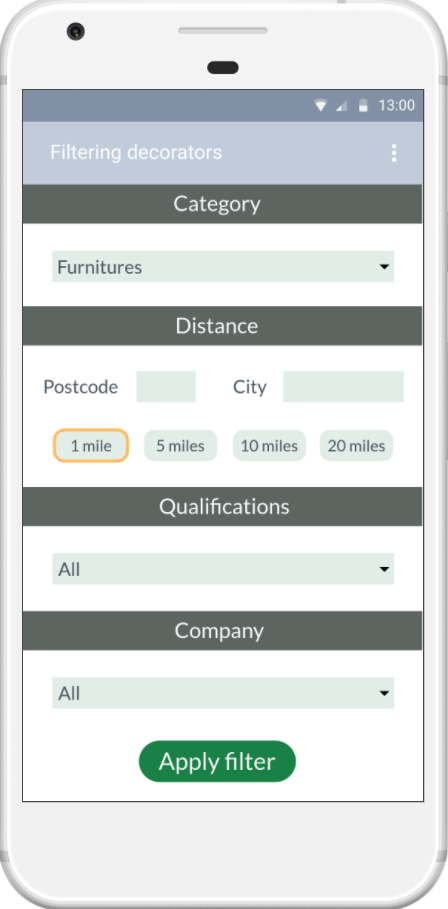 13:00
Filtering decorators
Category
Furnitures
Distance
Postcode City
1 mile 5 miles 10 miles 20 miles
Qualifications
All
Company
All
Apply filter